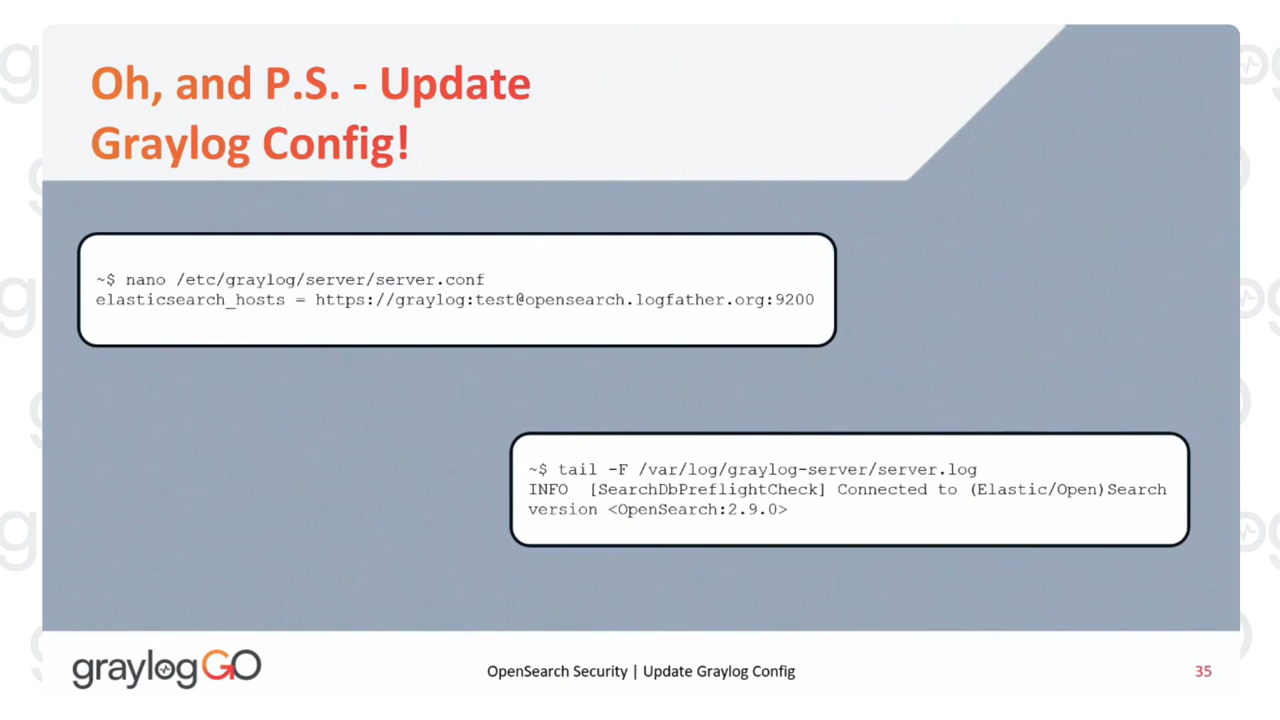 Oh, and P.S. - Update
Graylog Config!
~$ nano /etc/graylog/server/server.conf
elasticsearch_hosts = https://graylog:test@opensearch.logfather.org:9200
~$ tail -F /var/log/graylog-server/server.log
INFO  [SearchDbPreflightCheck] Connected to (Elastic/Open)Search
version <OpenSearch:2.9.0>
graylog GO
OpenSearch Security | Update Graylog Config
35